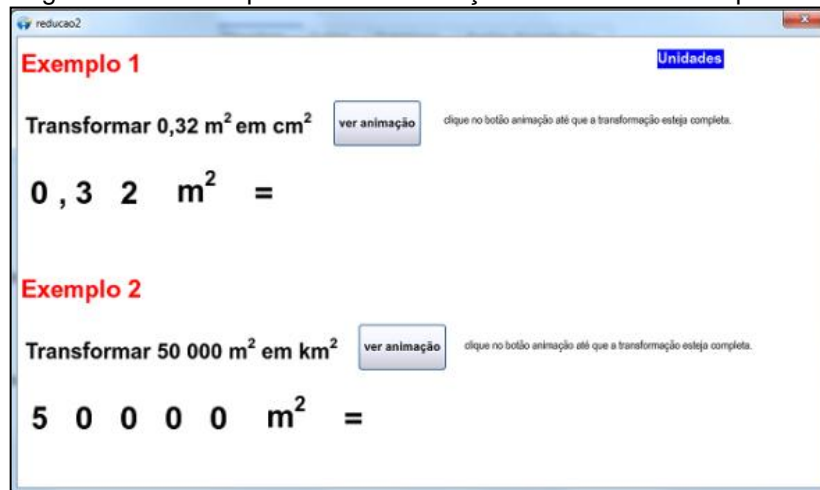 reducao2
Exemplo 1
Unidades
Transformar 0,32 m² em cm²
ver animação
clique no botão animação até que a transformação esteja completa.
0 , 3 2 m² =
Exemplo 2
Transformar 50 000 m² em km²
ver animação
clique no botão animação até que a transformação esteja completa.
5 0 0 0 0 m² =